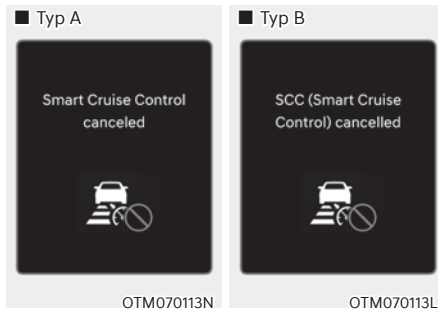 ■ Typ A
Smart Cruise Control
canceled
OTM070113N
■ Typ B
SCC (Smart Cruise
Control) cancelled
OTM070113L